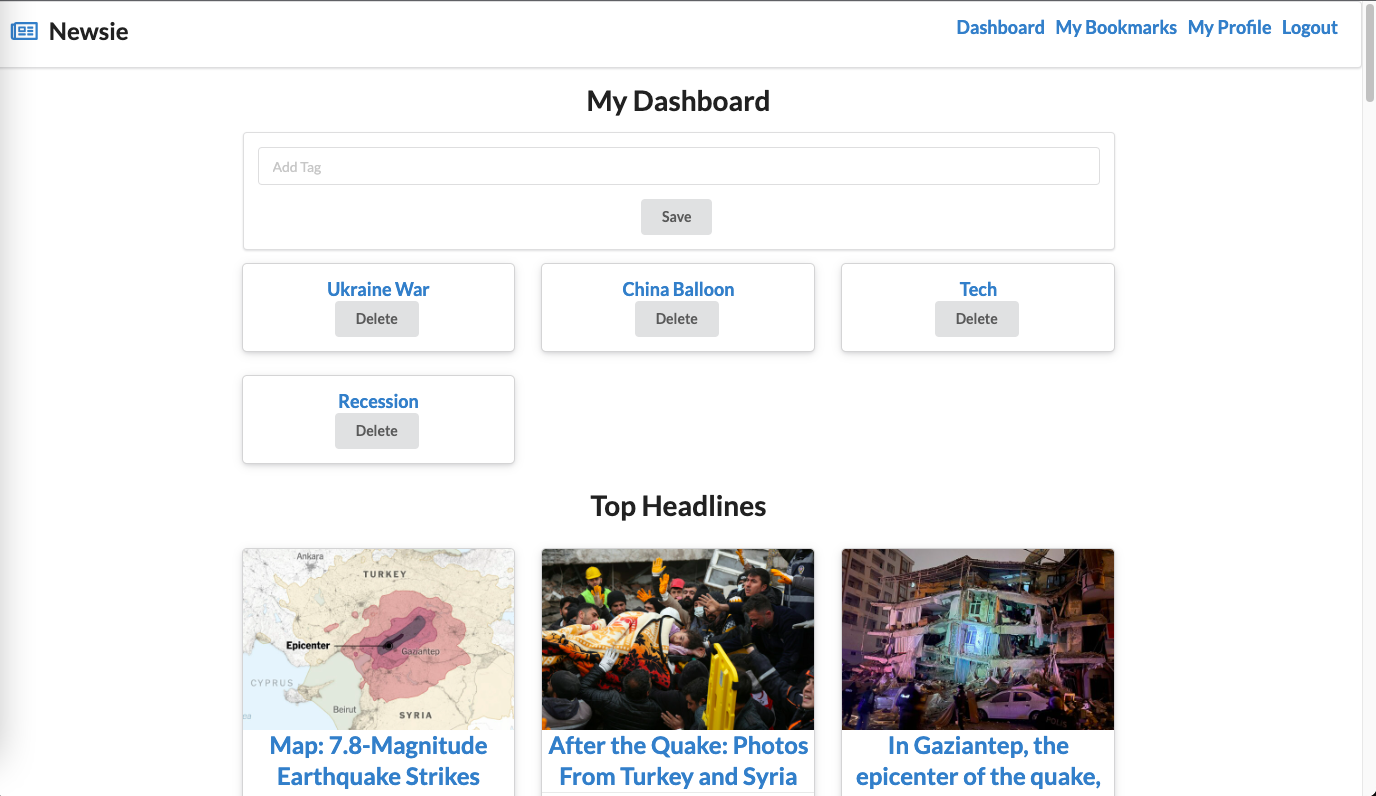 Newsie
Dashboard My Bookmarks My Profile Logout
My Dashboard
Add Tag
Save
Ukraine War
Delete
China Balloon
Delete
Tech
Delete
Recession
Delete
Top Headlines
Ankara
TURKEY
Epicenter
Gaziantep
CYPRUS
Beirut
SYRIA
Map: 7.8-Magnitude
Earthquake Strikes
After the Quake: Photos
From Turkey and Syria
POLIS
In Gaziantep, the
epicenter of the quake,